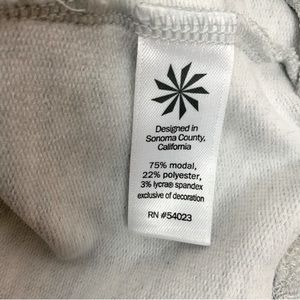 Designed in
Sonoma County,
California
75% modal,
22% polyester,
3% lycra® spandex
exclusive of decoration
RN #54023